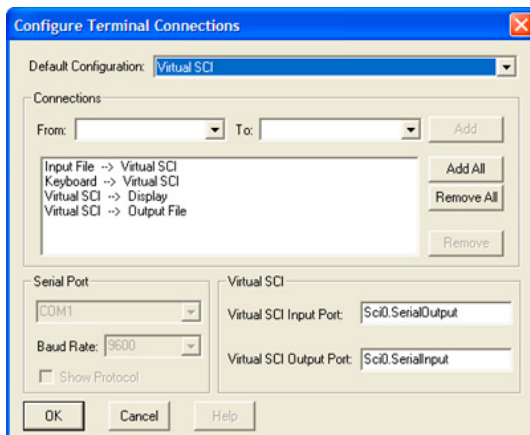 Configure Terminal Connections
Default Configuration: Virtual SCI
Connections
From: To: Add
Input File --> Virtual SCI
Keyboard --> Virtual SCI
Virtual SCI --> Display
Virtual SCI --> Output File
Add All
Remove All
Remove
Serial Port
COM1
Baud Rate: 9600
Show Protocol
Virtual SCI
Virtual SCI Input Port: Sci0.SerialOutput
Virtual SCI Output Port: Sci0.SerialInput
OK Cancel Help